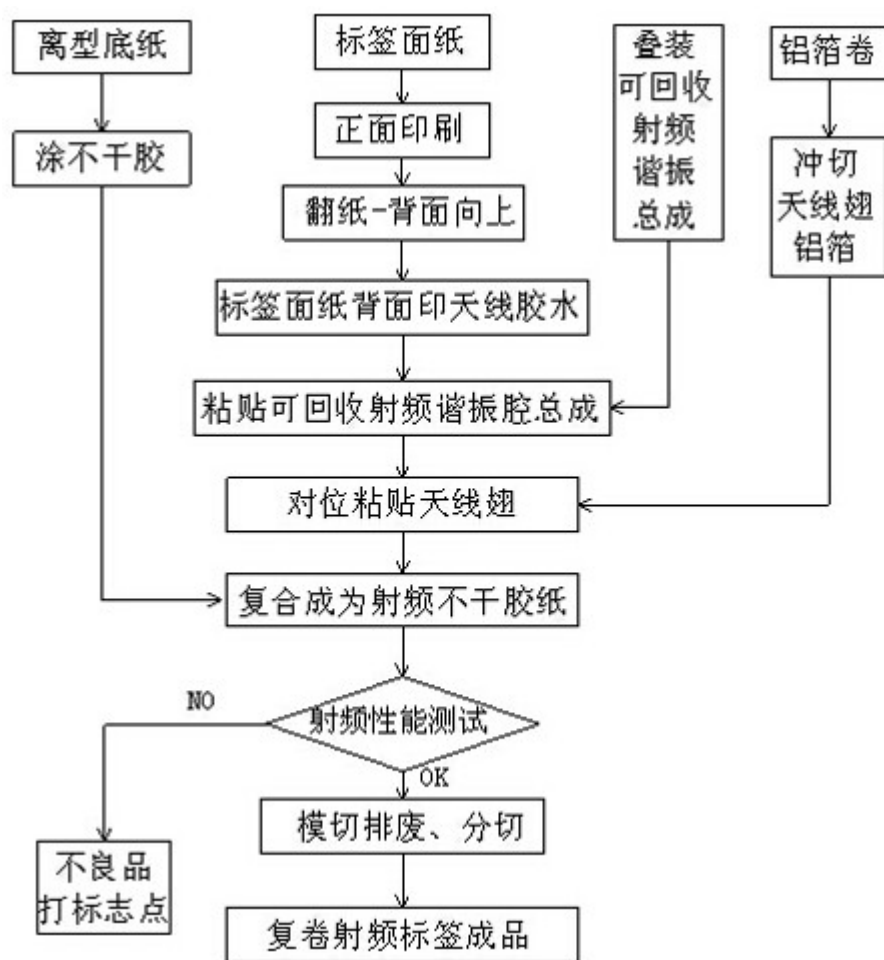 离型底纸
涂不干胶
标签面纸
正面印刷
翻纸-背面向上
标签面纸背面印天线胶水
粘贴可回收射频谐振腔总成
对位粘贴天线翅
复合成为射频不干胶纸
叠装
可回收
射频
谐振
总成
铝箔卷
冲切
天线翅
铝箔
射频性能测试
NO
OK
不良品
打标志点
模切排废、分切
复卷射频标签成品